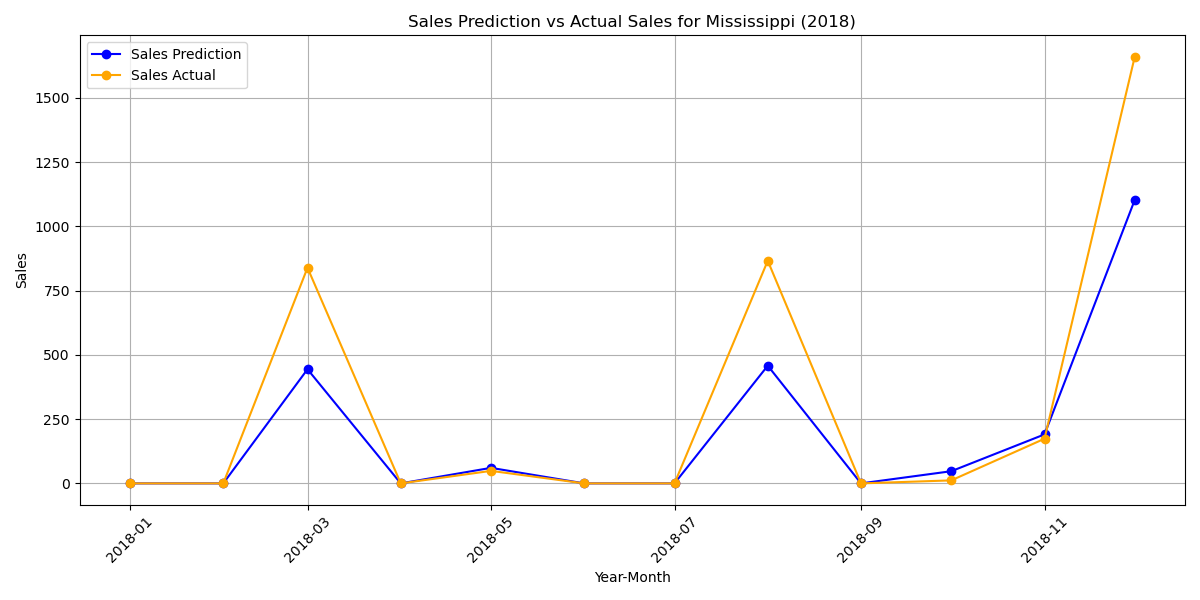 Sales Prediction vs Actual Sales for Mississippi (2018)
Sales Prediction
Sales Actual
Sales
1500
1250
1000
750
500
250
0
2018-01
2018-03
2018-05
2018-07
2018-09
2018-11
Year-Month